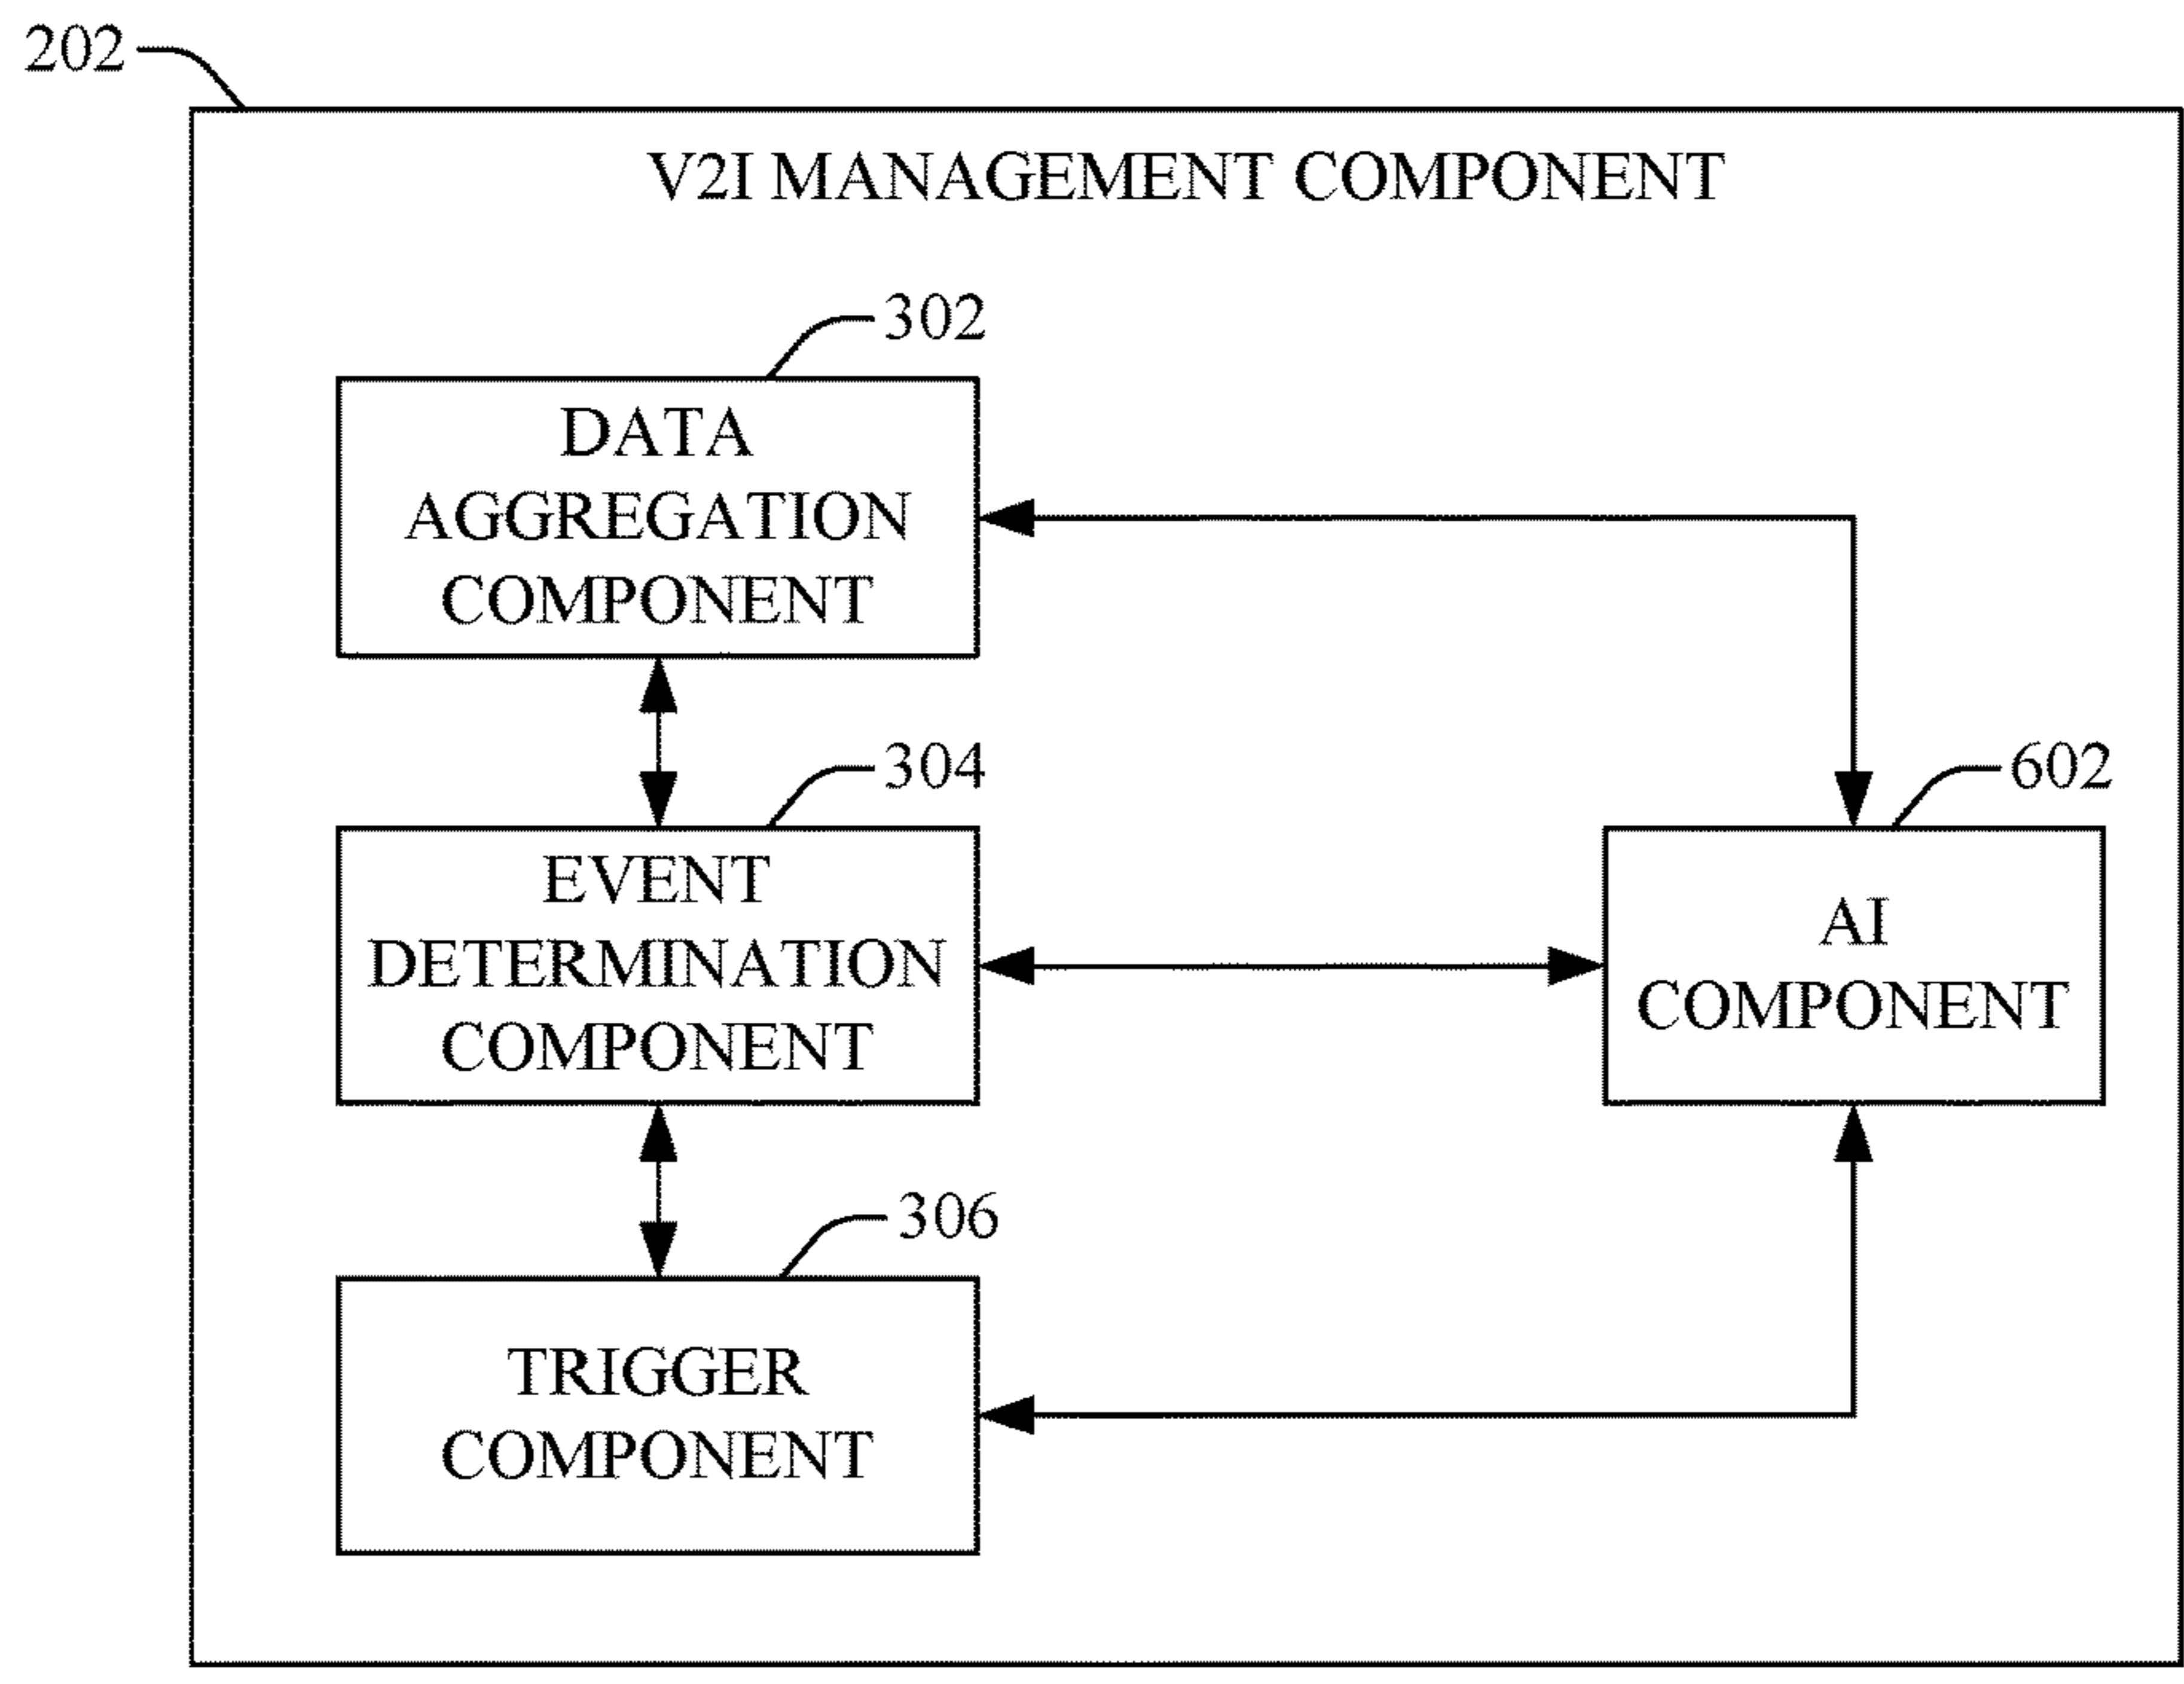 202
V2I MANAGEMENT COMPONENT
302
DATA
AGGREGATION
COMPONENT
304
EVENT
DETERMINATION
COMPONENT
602
AI
COMPONENT
306
TRIGGER
COMPONENT